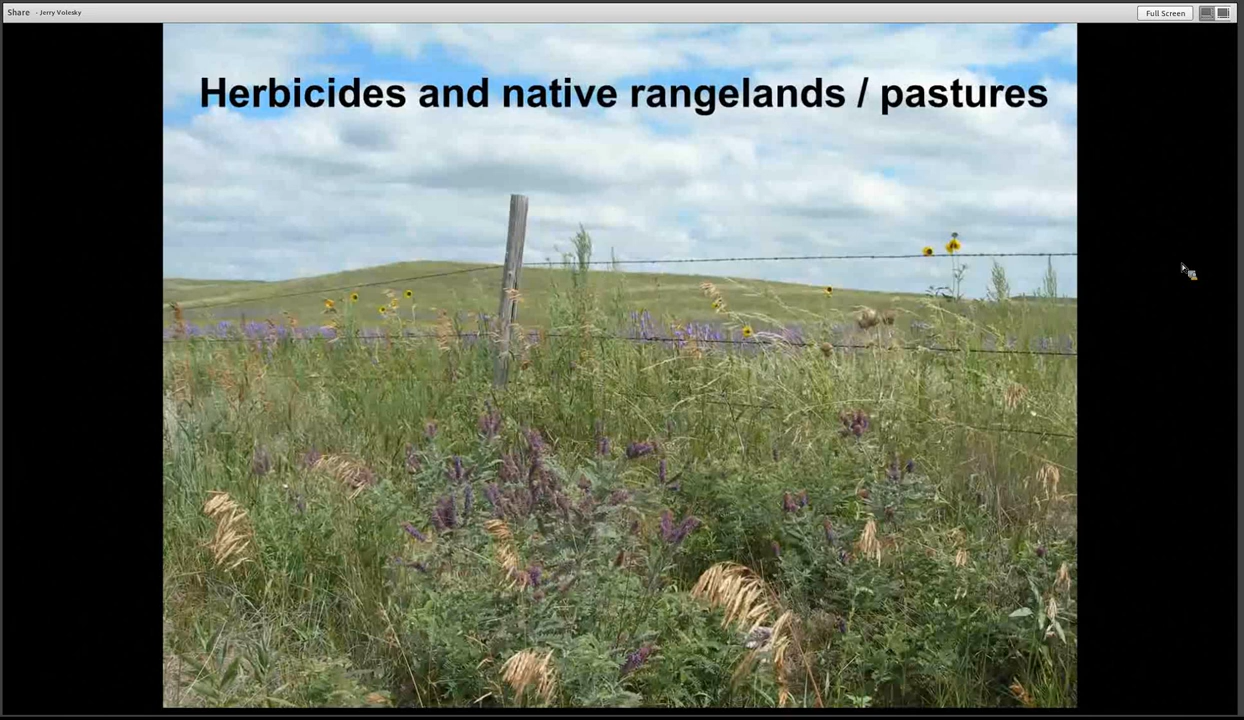 Share - Jerry Volesky
Full Screen
Herbicides and native rangelands / pastures